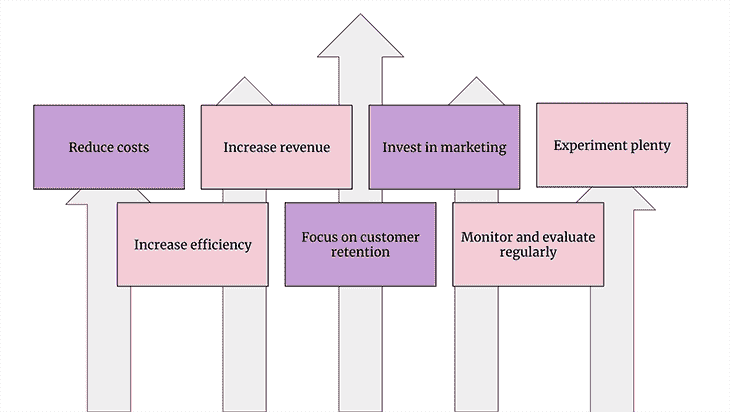 Reduce costs
Increase revenue
Invest in marketing
Experiment plenty
Increase efficiency
Focus on customer
retention
Monitor and evaluate
regularly